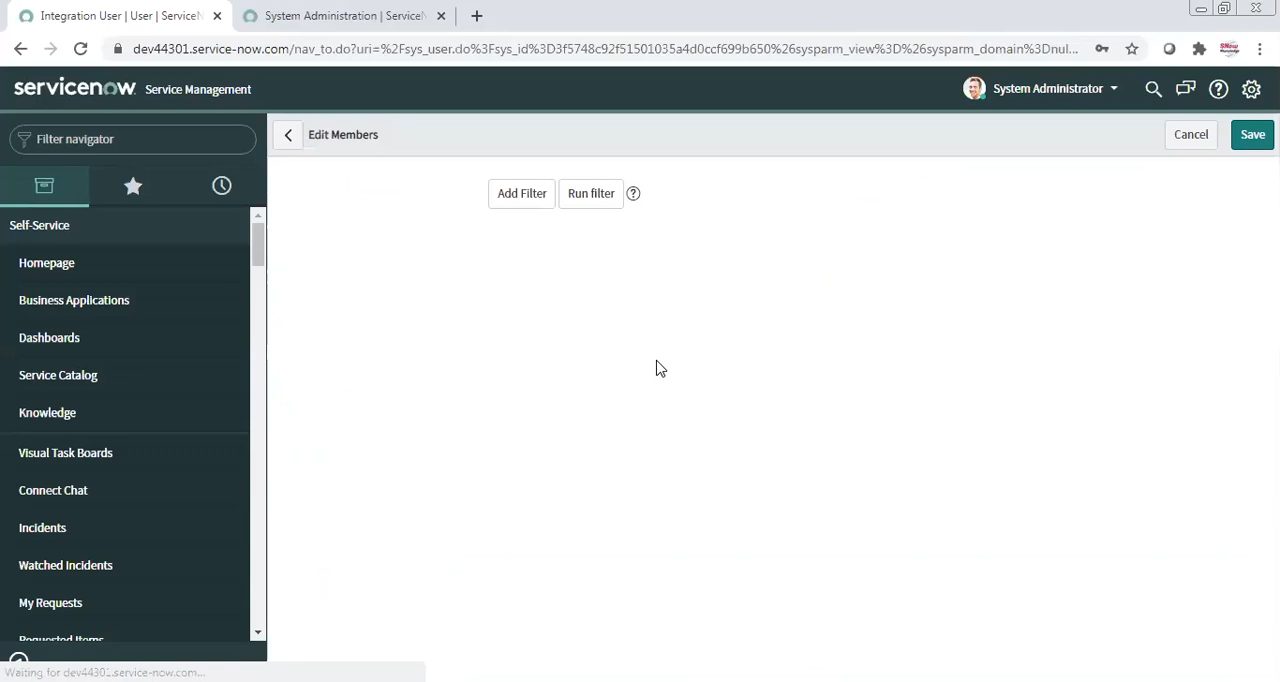 Integration User | User | ServiceN
System Administration | ServiceN
dev44301.service-now.com/nav_to.do?uri=%2Fsys_user.do%3Fsys_id%3D3f5748c92f51501035a4d0ccf699b650%26sysparm_view%3D%26sysparm_domain%3Dnul...
servicenow Service Management
System Administrator
Filter navigator
Edit Members
Cancel
Save
Add Filter
Run filter
Self-Service
Homepage
Business Applications
Dashboards
Service Catalog
Knowledge
Visual Task Boards
Connect Chat
Incidents
Watched Incidents
My Requests
Requested Items
Waiting for dev44301.service-now.com...